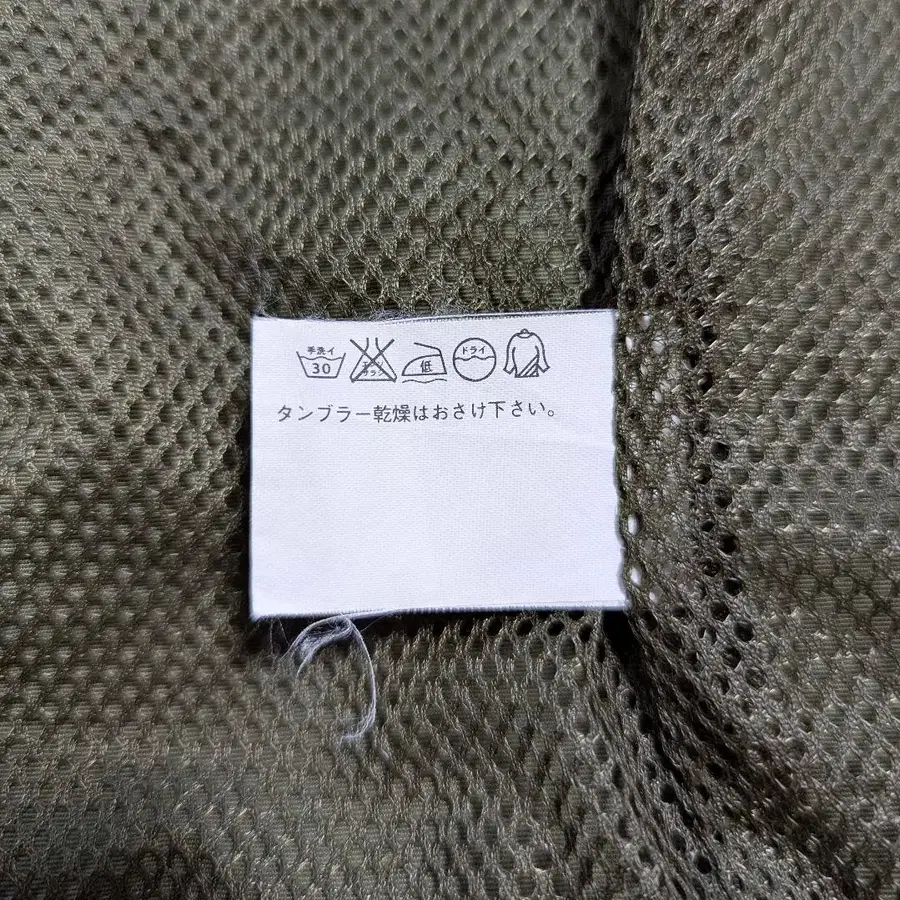 手洗イ 30 エンソ サラシ 低 ドライ
タンブラー乾燥はおさけ下さい。